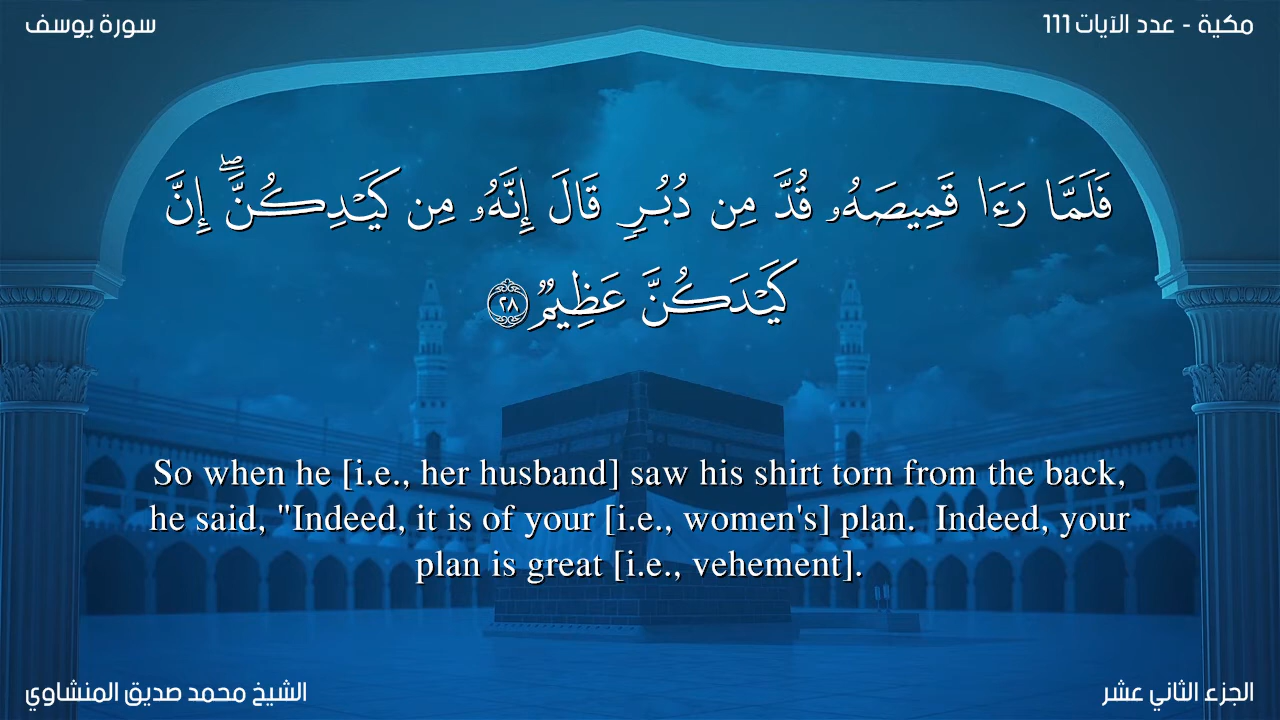 سورة يوسف
مكية - عدد الآيات 111
فَلَمَّا رَءَا قَمِيصَهُۥ قُدَّ مِن دُبُرٍ قَالَ إِنَّهُۥ مِن كَيْدِكُنَّ ۖ إِنَّ
كَيْدَكُنَّ عَظِيمٌ ٢٨
So when he [i.e., her husband] saw his shirt torn from the back,
he said, "Indeed, it is of your [i.e., women's] plan.  Indeed, your
plan is great [i.e., vehement].
الشيخ محمد صديق المنشاوي
الجزء الثاني عشر